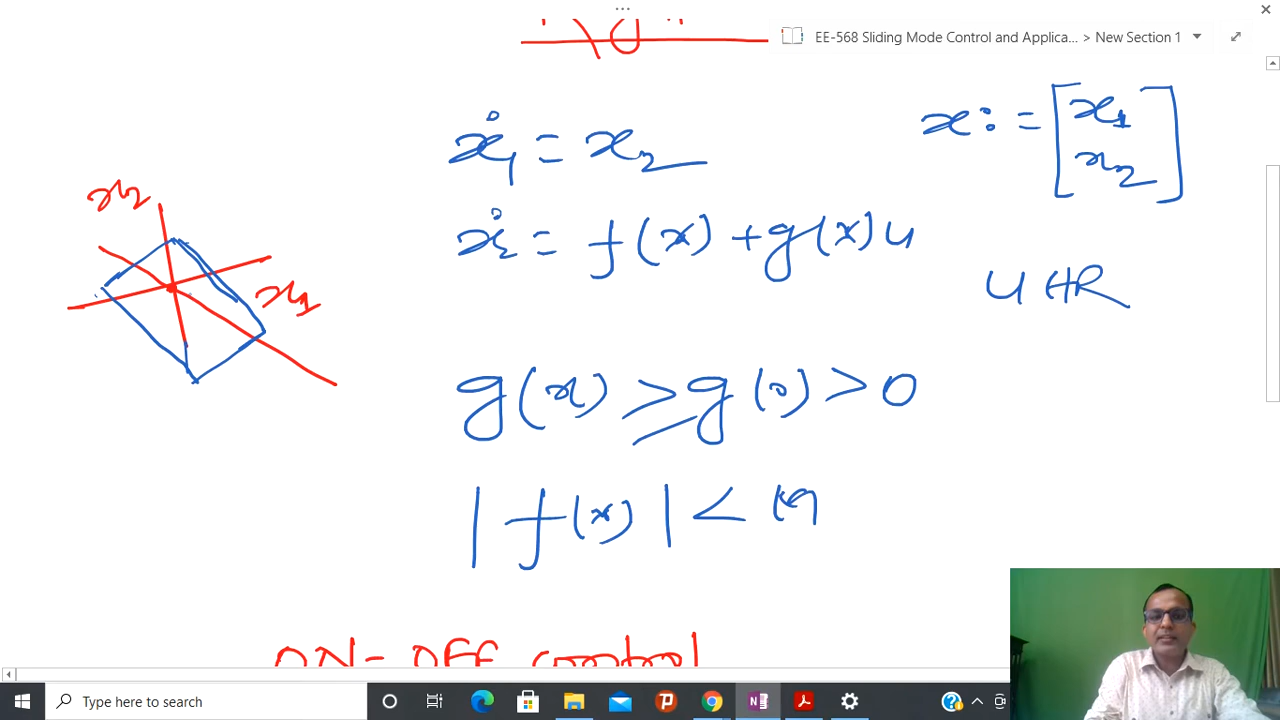 EE-568 Sliding Mode Control and Applica... > New Section 1
ẋ₁ = x₂
x := [x₁ x₂]
ẋ₂ = f(x) + g(x)u
x₂
x₁
g(x) ≥ g(0) > 0
|f(x)| <
ON-OFF control
Type here to search